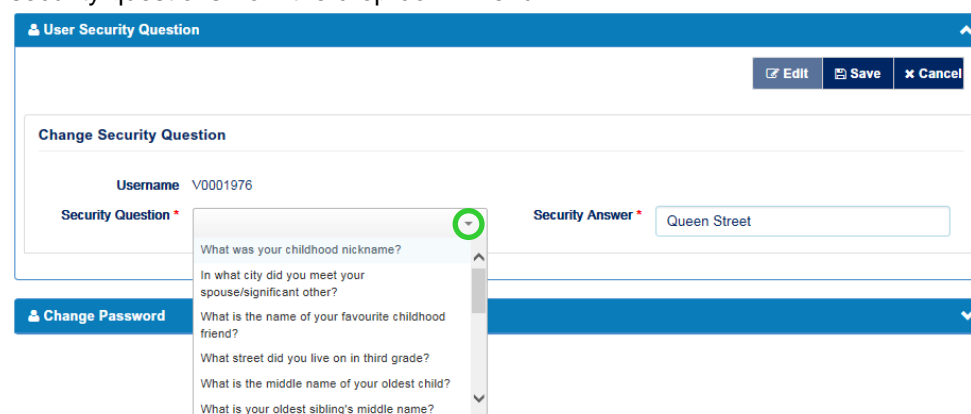 User Security Question
Edit Save Cancel
Change Security Question
Username V0001976
Security Question * Security Answer * Queen Street
What was your childhood nickname?
In what city did you meet your
spouse/significant other?
What is the name of your favourite childhood
friend?
What street did you live on in third grade?
What is the middle name of your oldest child?
What is your oldest sibling's middle name?
Change Password